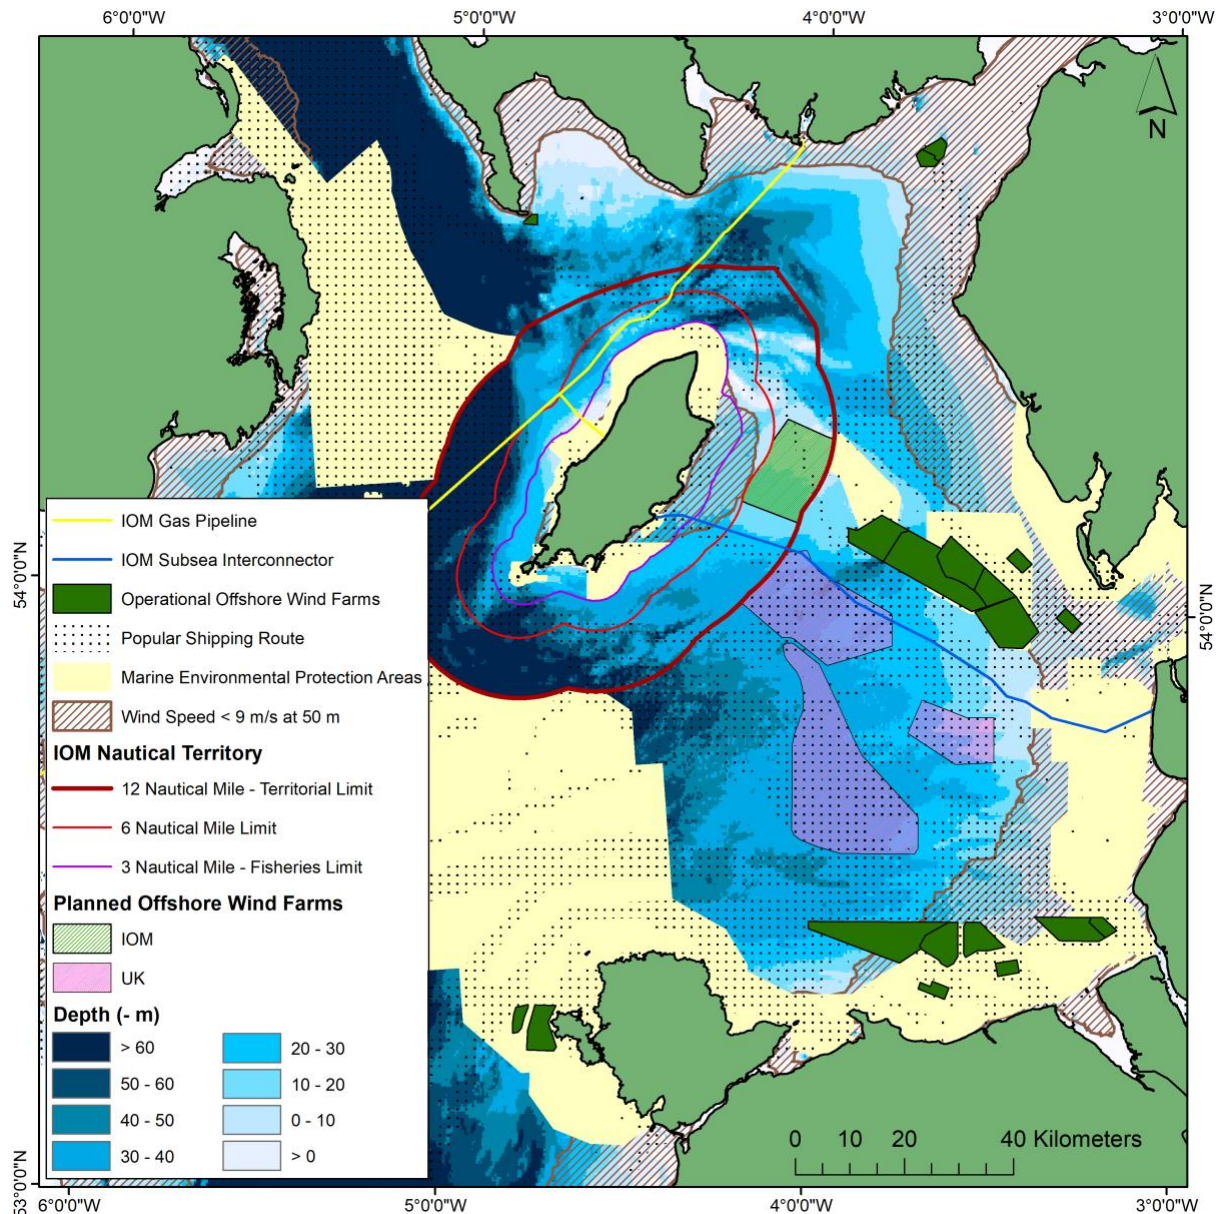 6°0'0"W 5°0'0"W 4°0'0"W 3°0'0"W
N
54°0'0"N
54°0'0"N
IOM Gas Pipeline
IOM Subsea Interconnector
Operational Offshore Wind Farms
Popular Shipping Route
Marine Environmental Protection Areas
Wind Speed < 9 m/s at 50 m
IOM Nautical Territory
12 Nautical Mile - Territorial Limit
6 Nautical Mile Limit
3 Nautical Mile - Fisheries Limit
Planned Offshore Wind Farms
IOM
UK
Depth (- m)
> 60 20 - 30
50 - 60 10 - 20
40 - 50 0 - 10
30 - 40 > 0
0 10 20 40 Kilometers
53°0'0"N
6°0'0"W 5°0'0"W 4°0'0"W 3°0'0"W